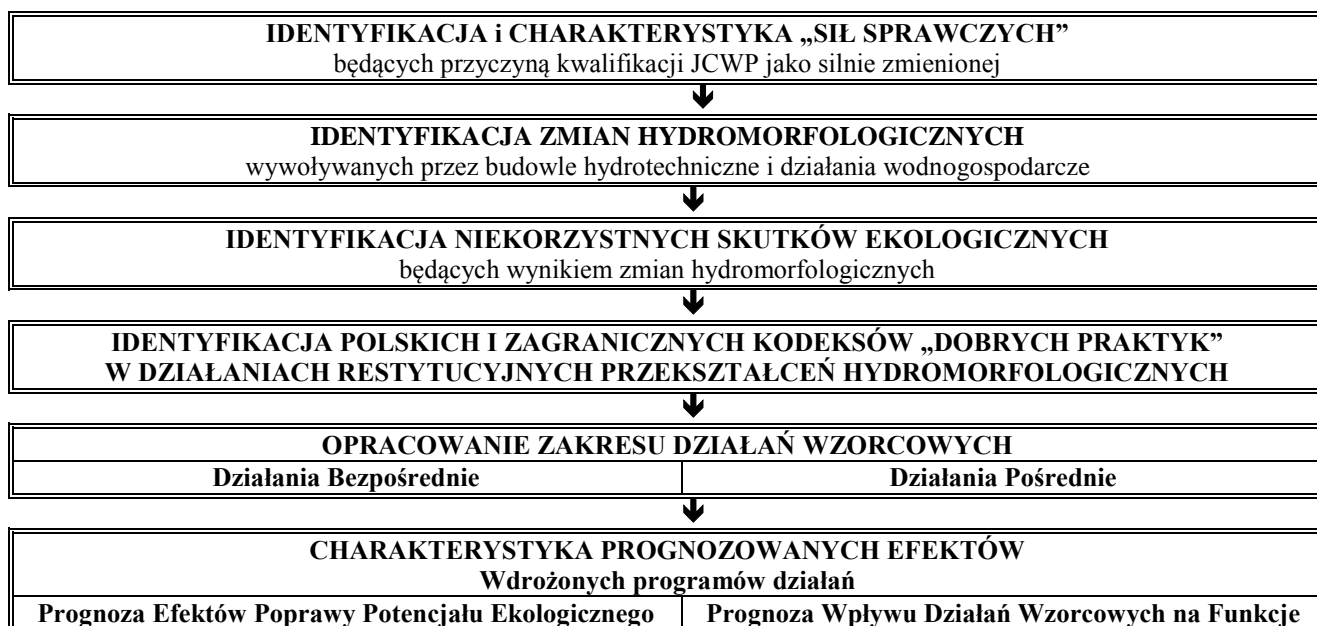 IDENTYFIKACJA i CHARAKTERYSTYKA „SIŁ SPRAWCZYCH”
będących przyczyną kwalifikacji JCWP jako silnie zmienionej
IDENTYFIKACJA ZMIAN HYDROMORFOLOGICZNYCH
wywoływanych przez budowle hydrotechniczne i działania wodnogospodarcze
IDENTYFIKACJA NIEKORZYSTNYCH SKUTKÓW EKOLOGICZNYCH
będących wynikiem zmian hydromorfologicznych
IDENTYFIKACJA POLSKICH I ZAGRANICZNYCH KODEKSÓW „DOBRYCH PRAKTYK”
W DZIAŁANIACH RESTYTUCYJNYCH PRZEKSZTAŁCEŃ HYDROMORFOLOGICZNYCH
OPRACOWANIE ZAKRESU DZIAŁAŃ WZORCOWYCH
Działania Bezpośrednie
Działania Pośrednie
CHARAKTERYSTYKA PROGNOZOWANYCH EFEKTÓW
Wdrożonych programów działań
Prognoza Efektów Poprawy Potencjału Ekologicznego
Prognoza Wpływu Działań Wzorcowych na Funkcje